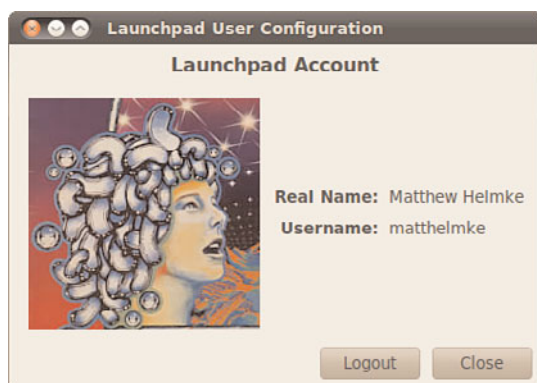 Launchpad User Configuration
Launchpad Account
Real Name: Matthew Helmke
Username: matthelmke
Logout Close